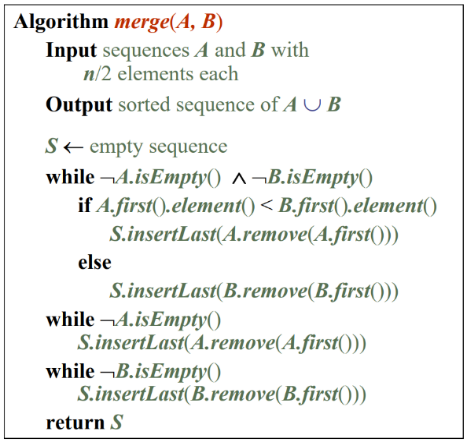 Algorithm merge(A, B)
Input sequences A and B with
n/2 elements each
Output sorted sequence of A ∪ B
S ← empty sequence
while ¬A.isEmpty() ∧ ¬B.isEmpty()
if A.first().element() < B.first().element()
S.insertLast(A.remove(A.first()))
else
S.insertLast(B.remove(B.first()))
while ¬A.isEmpty()
S.insertLast(A.remove(A.first()))
while ¬B.isEmpty()
S.insertLast(B.remove(B.first()))
return S